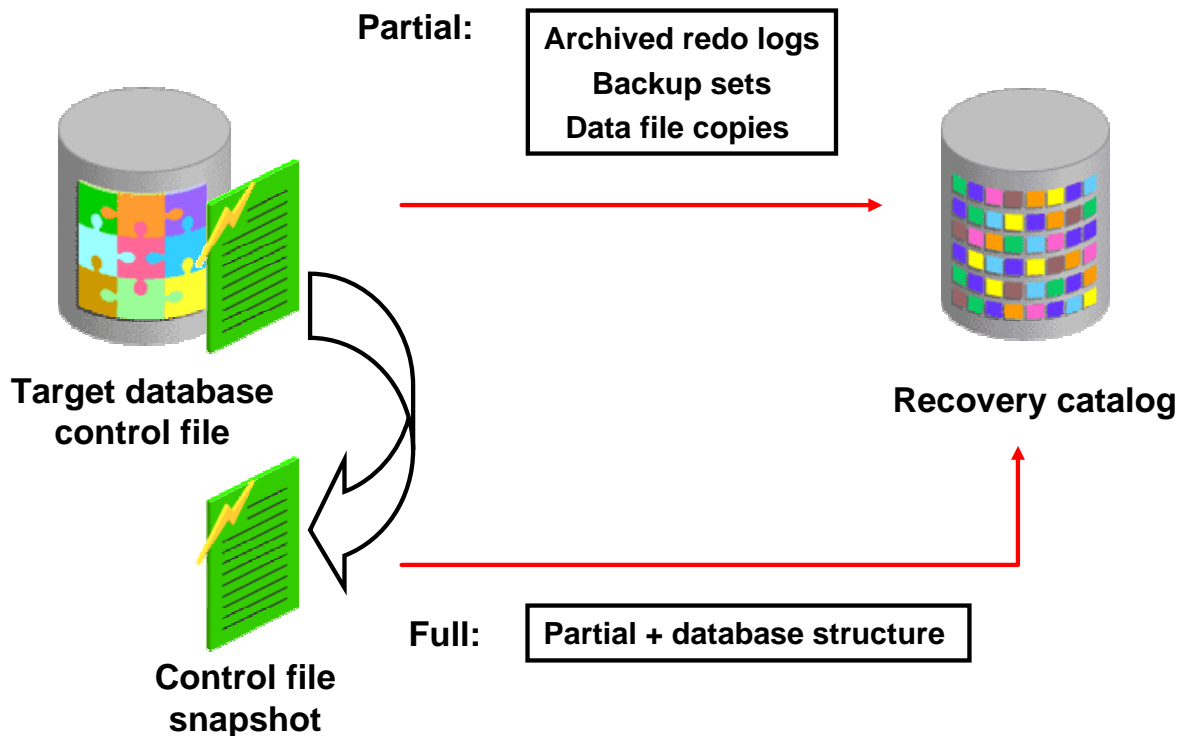 Partial:
Archived redo logs
Backup sets
Data file copies
Target database
control file
Recovery catalog
Full:
Partial + database structure
Control file
snapshot